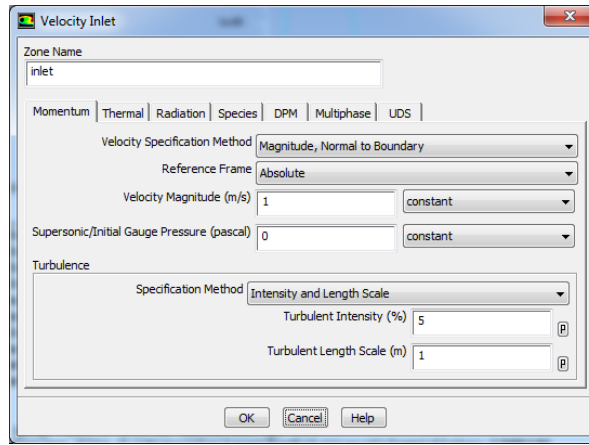 Velocity Inlet
Zone Name
inlet
Momentum Thermal Radiation Species DPM Multiphase UDS
Velocity Specification Method Magnitude, Normal to Boundary
Reference Frame Absolute
Velocity Magnitude (m/s) 1 constant
Supersonic/Initial Gauge Pressure (pascal) 0 constant
Turbulence
Specification Method Intensity and Length Scale
Turbulent Intensity (%) 5 P
Turbulent Length Scale (m) 1 P
OK Cancel Help